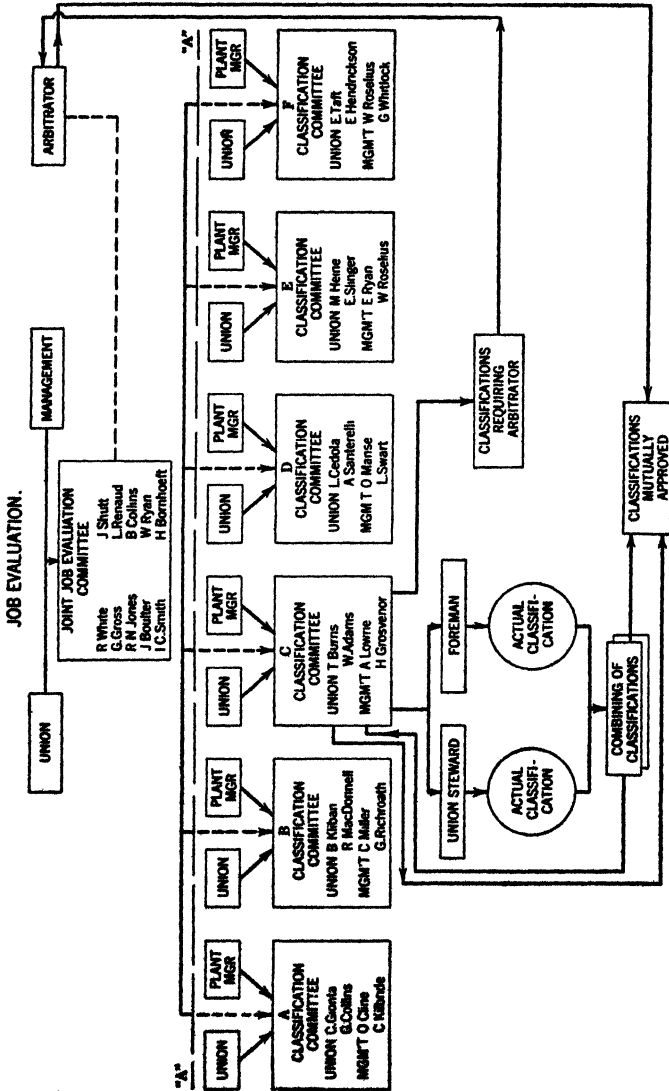 JOB EVALUATION.
UNION
MANAGEMENT
ARBITRATOR
JOINT JOB EVALUATION
COMMITTEE
R White J Shutt
G. Gross L. Renaud
R N Jones B Collins
J Boulter W Ryan
I C. Smith H Bornhoeft
"A" "A"
UNION
PLANT
MGR
A
CLASSIFICATION
COMMITTEE
UNION C. Gionta
G. Collins
MGM'T O Cline
C Kilbride
UNION
PLANT
MGR
B
CLASSIFICATION
COMMITTEE
UNION B Kliban
R MacDonnell
MGM'T C Miller
G. Richroath
UNION
PLANT
MGR
C
CLASSIFICATION
COMMITTEE
UNION T Burns
W. Adams
MGM'T A Lowne
H Grosvenor
UNION
PLANT
MGR
D
CLASSIFICATION
COMMITTEE
UNION L. Cedola
A Santerelli
MGM'T O Manse
L. Swart
UNION
PLANT
MGR
E
CLASSIFICATION
COMMITTEE
UNION M Heine
E. Slinger
MGM'T E Ryan
W. Roselius
UNION
PLANT
MGR
F
CLASSIFICATION
COMMITTEE
UNION E. Taft
E Hendrickson
MGM'T W Roselius
G Whitlock
UNION STEWARD
FOREMAN
ACTUAL
CLASSIFI-
CATION
ACTUAL
CLASSIFI-
CATION
COMBINING OF
CLASSIFICATIONS
CLASSIFICATIONS
REQUIRING
ARBITRATOR
CLASSIFICATIONS
MUTUALLY
APPROVED